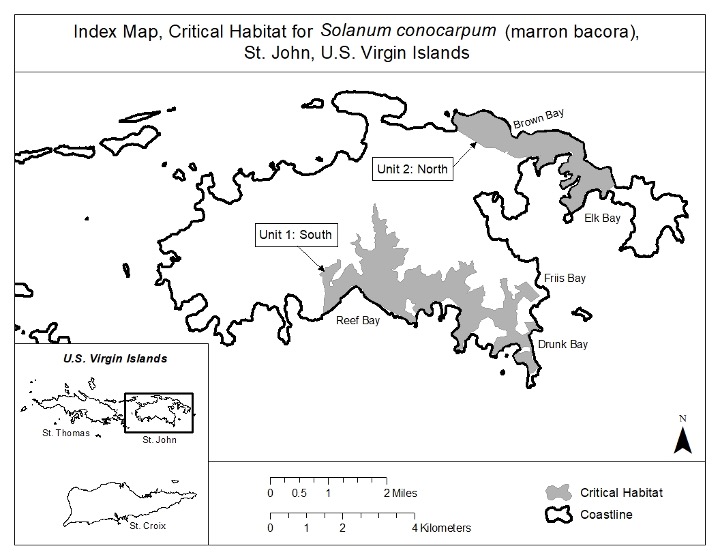 Index Map, Critical Habitat for Solanum conocarpum (marron bacora),
St. John, U.S. Virgin Islands
Brown Bay
Unit 2: North
Elk Bay
Unit 1: South
Friis Bay
Reef Bay
Drunk Bay
U.S. Virgin Islands
St. Thomas
St. John
St. Croix
N
0 0.5 1 2 Miles
0 1 2 4 Kilometers
Critical Habitat
Coastline